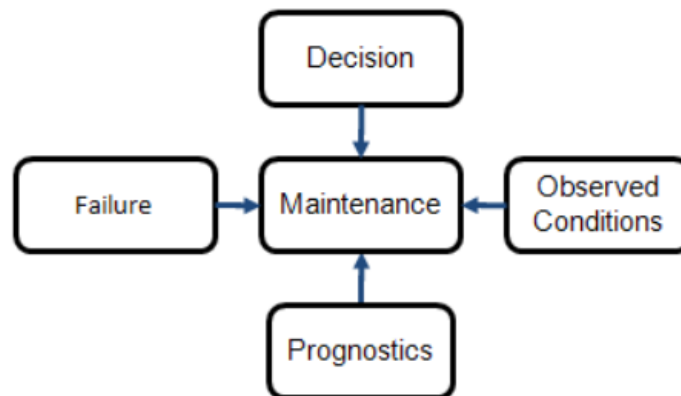 Decision
Failure
Maintenance
Observed
Conditions
Prognostics